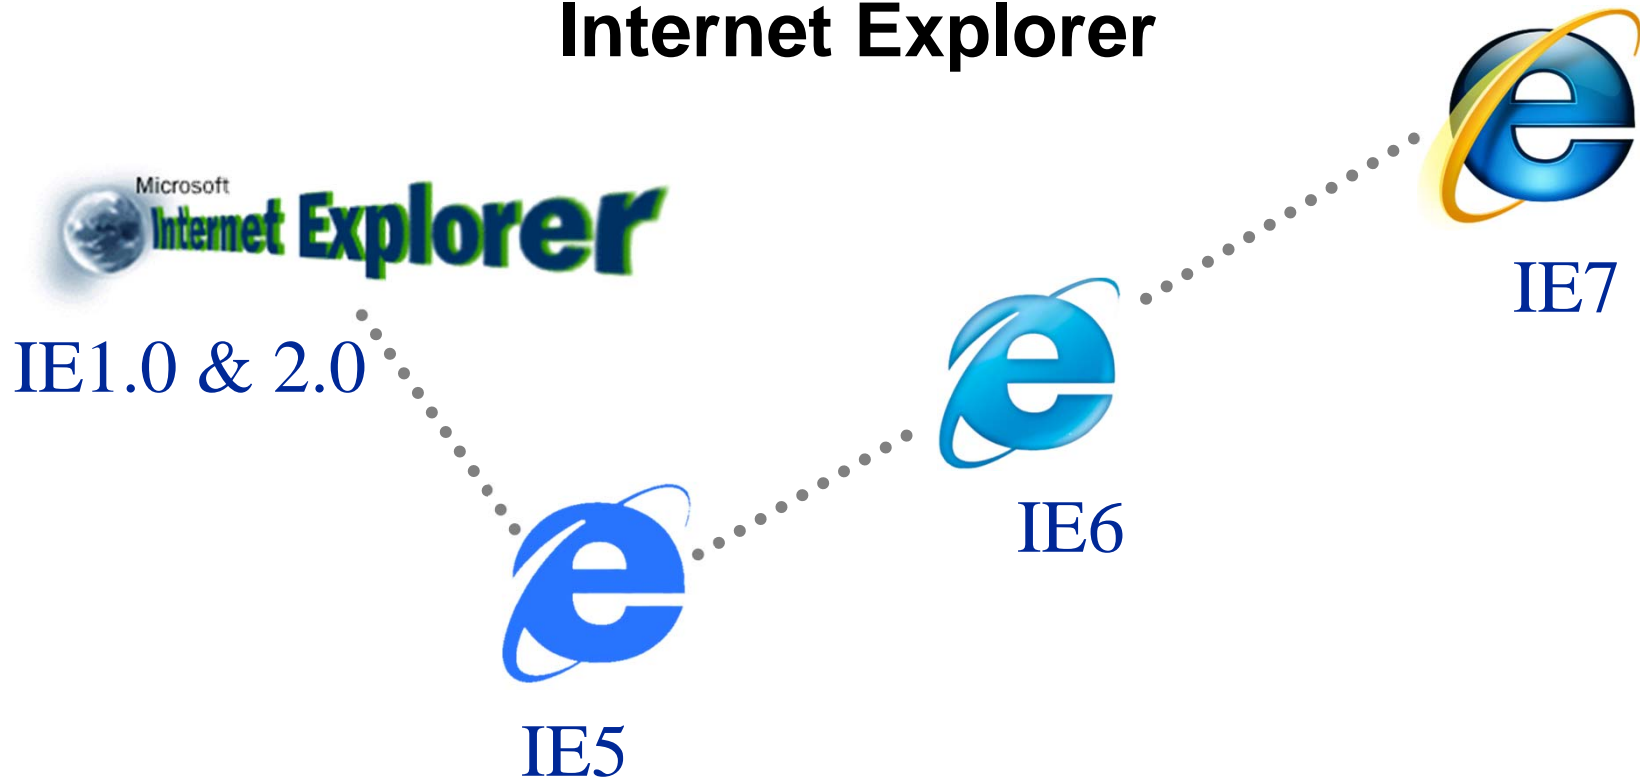 Internet Explorer
Microsoft
Internet Explorer
IE1.0 & 2.0
IE7
IE6
IE5